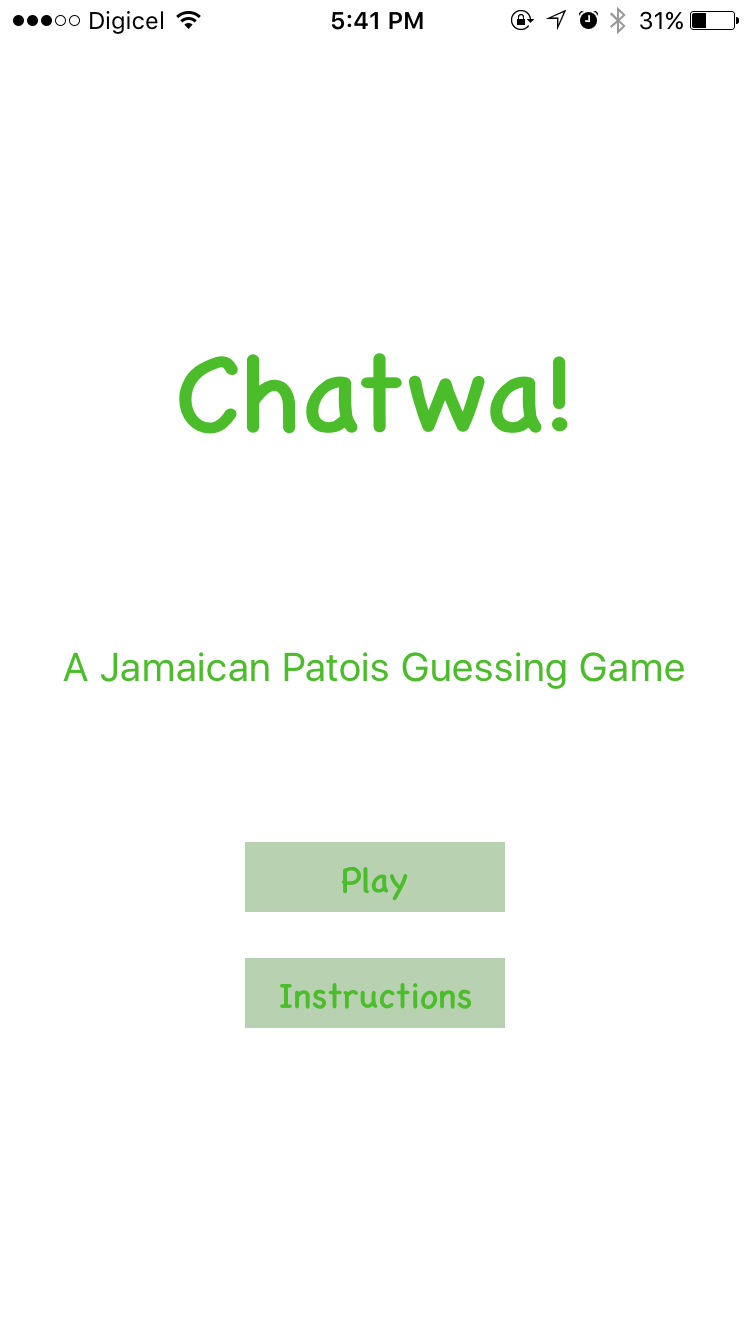 Digicel 5:41 PM 31%
Chatwa!
A Jamaican Patois Guessing Game
Play
Instructions